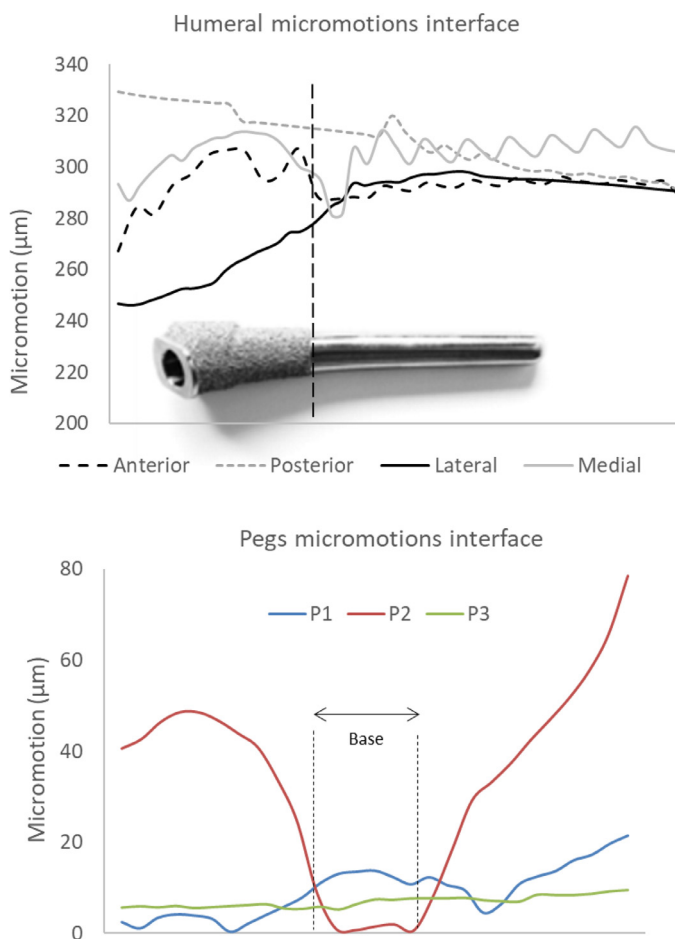 Humeral micromotions interface
340
320
300
280
260
240
220
200
Micromotion (µm)
Anterior Posterior Lateral Medial
Pegs micromotions interface
80
60
40
20
0
Micromotion (µm)
P1 P2 P3
Base